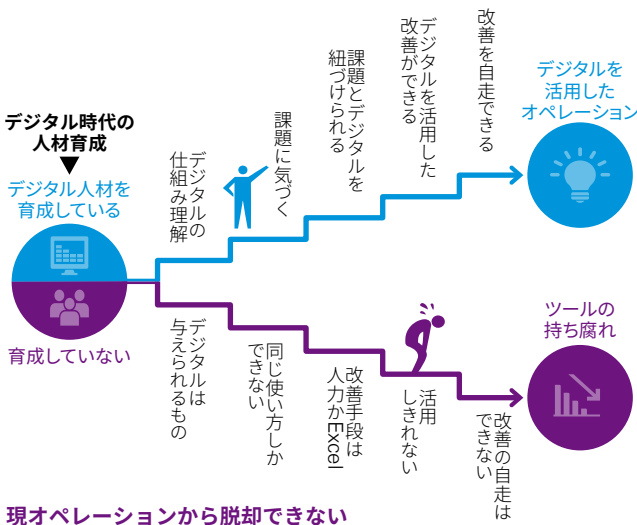 デジタル時代の
人材育成
デジタル人材を
育成している
育成していない
デジタルの
仕組み理解
課題に気づく
課題とデジタルを
紐づけられる
デジタルを活用した
改善ができる
改善を自走できる
デジタルを
活用した
オペレーション
デジタルは
与えられるもの
同じ使い方しか
できない
改善手段は
人力かExcel
活用
しきれない
改善の自走は
できない
ツールの
持ち腐れ
現オペレーションから脱却できない